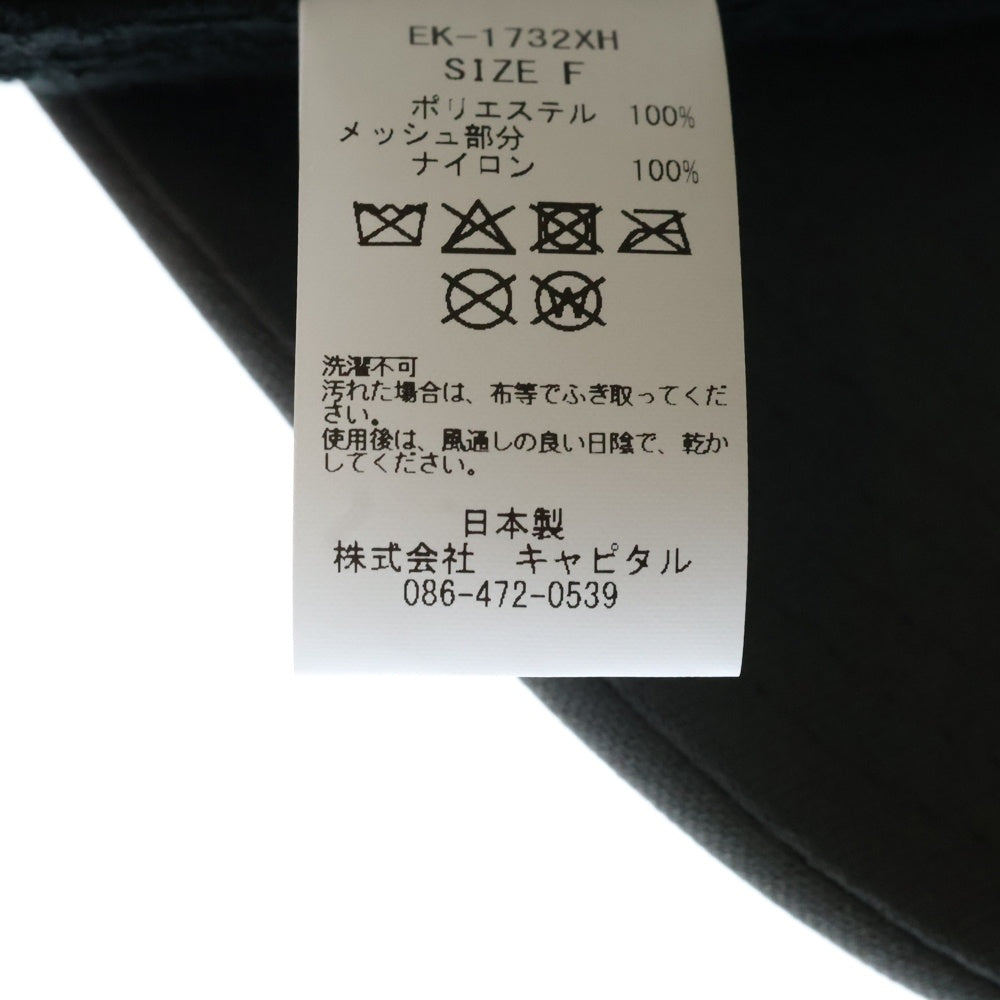 EK-1732XH
SIZE F
ポリエステル 100%
メッシュ部分
ナイロン 100%
W
洗濯不可
汚れた場合は、布等でふき取ってくだ
さい。
使用後は、風通しの良い日陰で、乾か
してください。
日本製
株式会社 キャピタル
086-472-0539